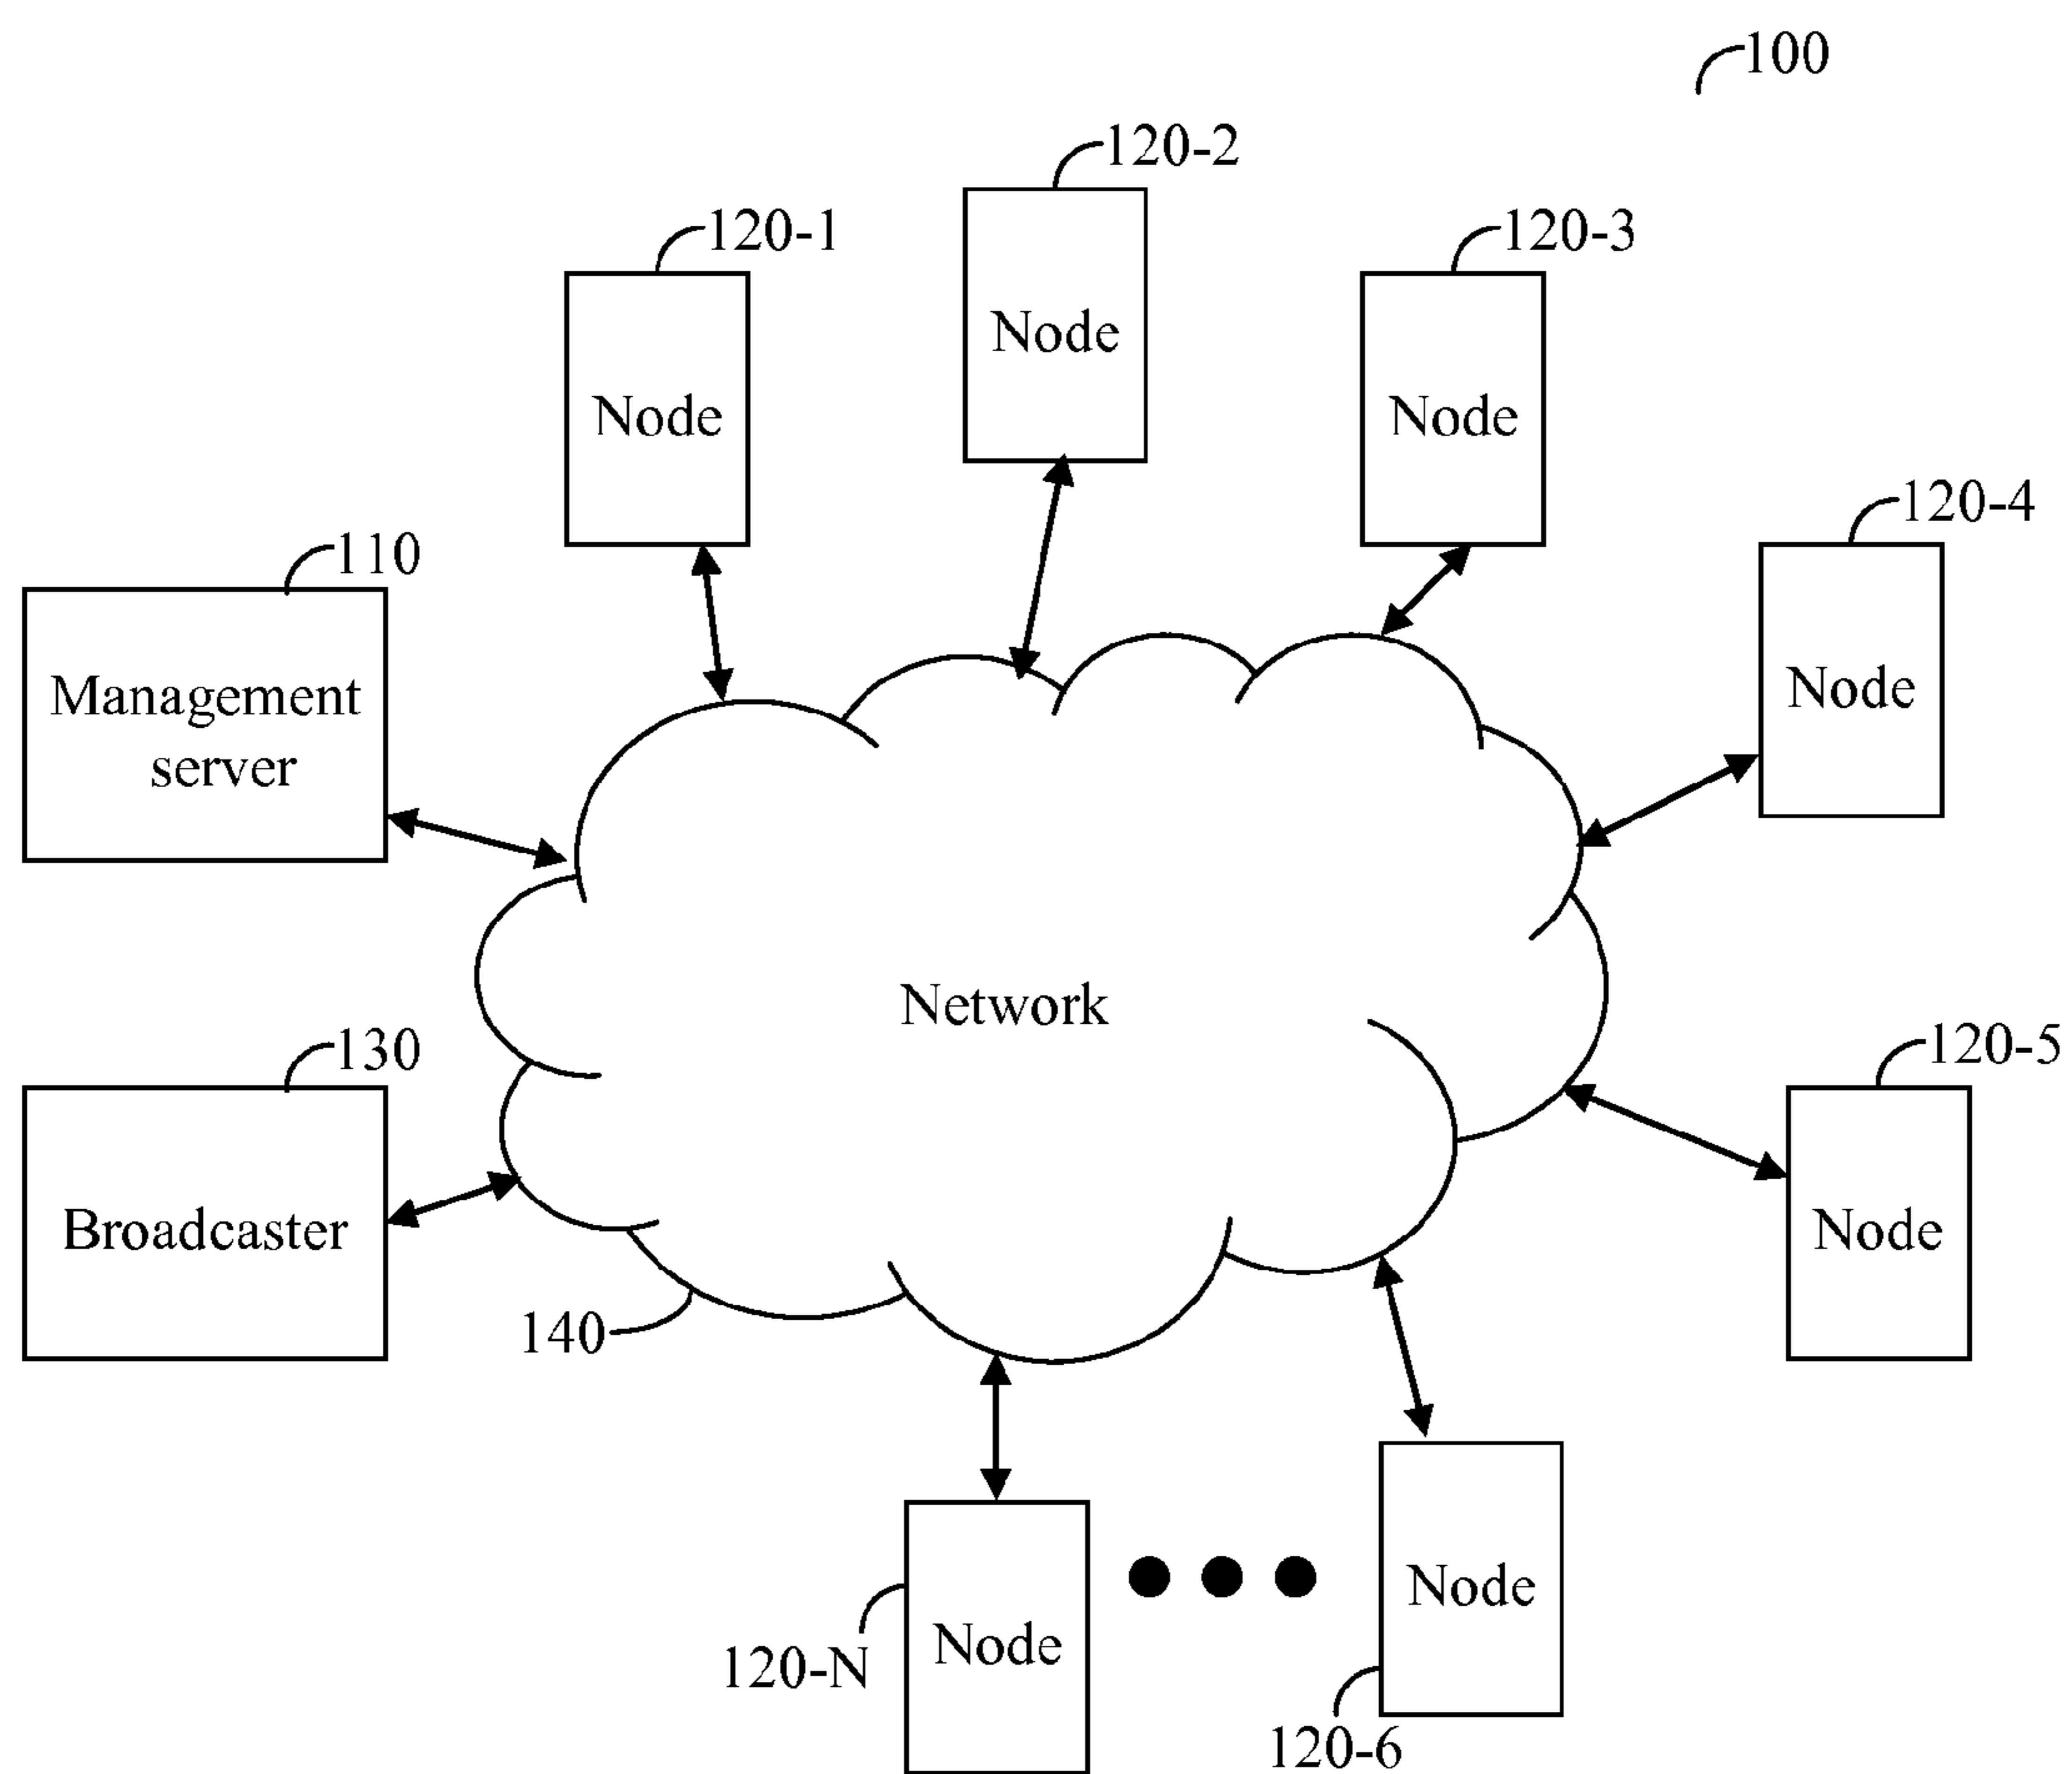 100
120-2
120-1
120-3
Node
Node
Node
120-4
110
Management
server
Node
Network
130
120-5
Broadcaster
Node
140
Node
120-N
Node
120-6